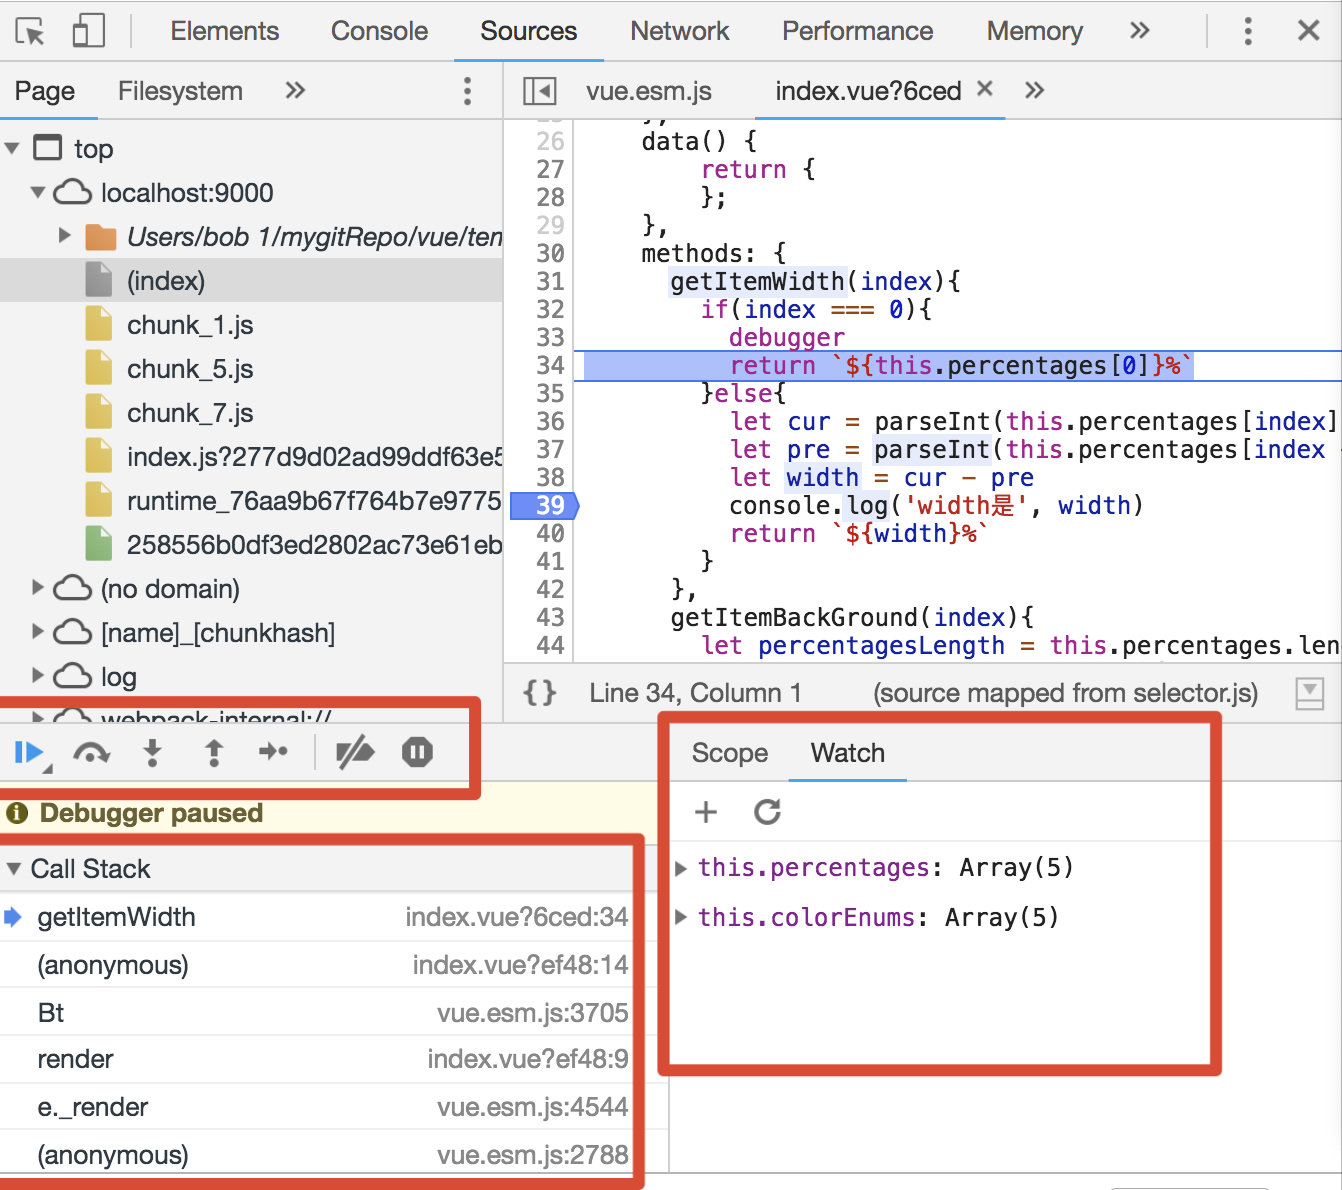 Elements Console Sources Network Performance Memory »
Page Filesystem »
vue.esm.js index.vue?6ced × »
top
localhost:9000
Users/bob 1/mygitRepo/vue/ten
(index)
chunk_1.js
chunk_5.js
chunk_7.js
index.js?277d9d02ad99ddf63e5
runtime_76aa9b67f764b7e9775
258556b0df3ed2802ac73e61eb
(no domain)
[name]_[chunkhash]
log
webpack-internal://
26 data() {
27 return {
28 };
29 },
30 methods: {
31 getItemWidth(index){
32 if(index === 0){
33 debugger
34 return `${this.percentages[0]}%`
35 }else{
36 let cur = parseInt(this.percentages[index]
37 let pre = parseInt(this.percentages[index -
38 let width = cur - pre
39 console.log('width是', width)
40 return `${width}%`
41 }
42 },
43 getItemBackGround(index){
44 let percentagesLength = this.percentages.len
{} Line 34, Column 1 (source mapped from selector.js)
Debugger paused
Call Stack
getItemWidth index.vue?6ced:34
(anonymous) index.vue?ef48:14
Bt vue.esm.js:3705
render index.vue?ef48:9
e._render vue.esm.js:4544
(anonymous) vue.esm.js:2788
Scope Watch
this.percentages: Array(5)
this.colorEnums: Array(5)